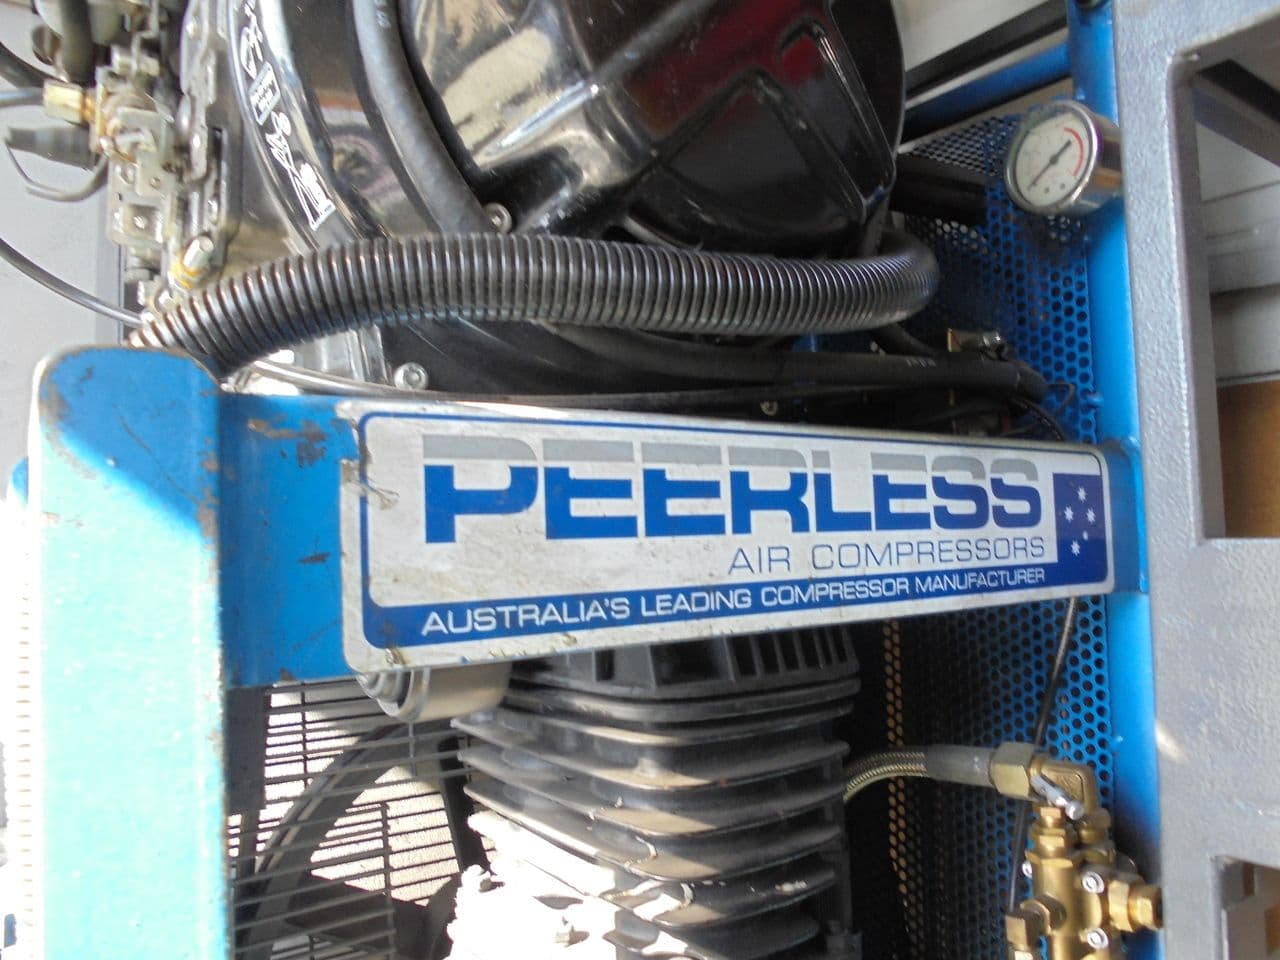 PEERLESS
AIR COMPRESSORS
AUSTRALIA'S LEADING COMPRESSOR MANUFACTURER